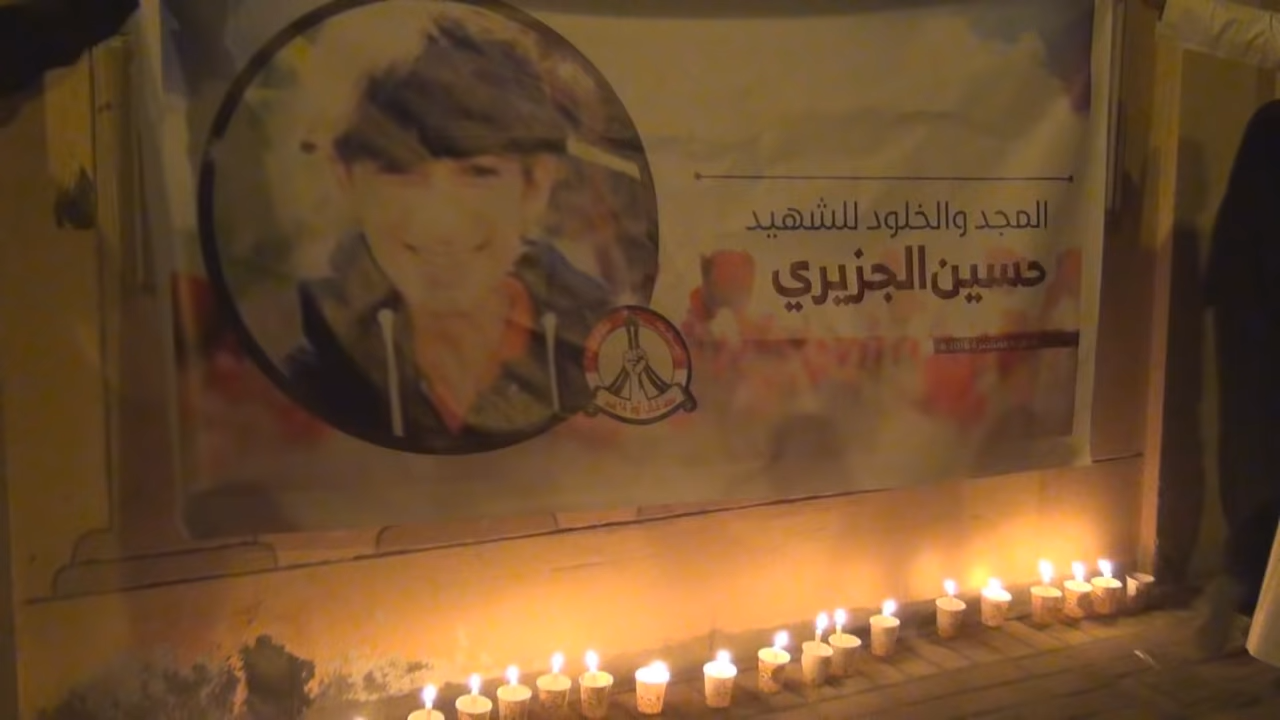 المجد والخلود للشهيد
حسين الجزيري